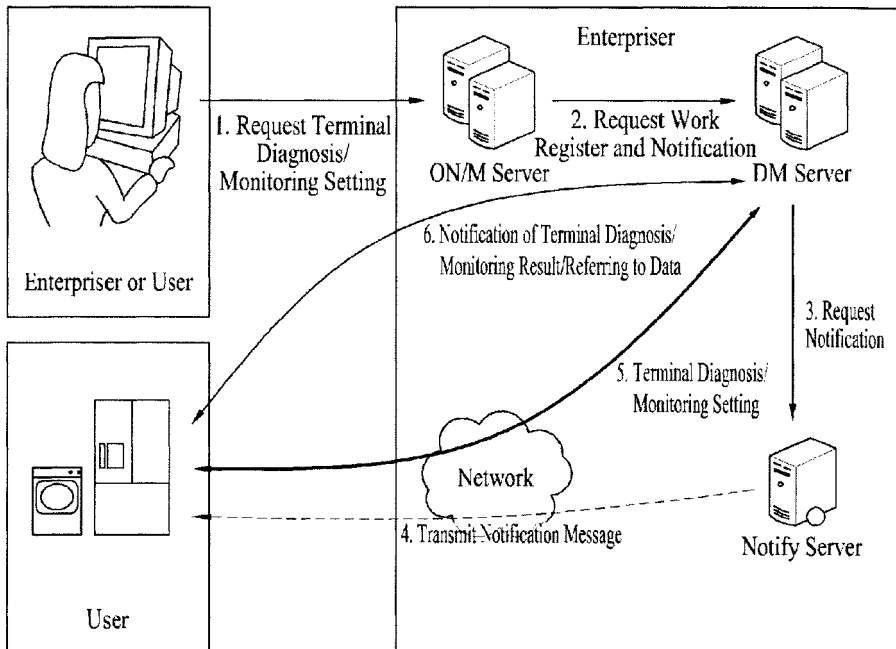 Enterpriser
1. Request Terminal
Diagnosis/
Monitoring Setting
2. Request Work
Register and Notification
ON/M Server
DM Server
Enterpriser or User
6. Notification of Terminal Diagnosis/
Monitoring Result/Referring to Data
3. Request
Notification
5. Terminal Diagnosis/
Monitoring Setting
Network
4. Transmit Notification Message
Notify Server
User